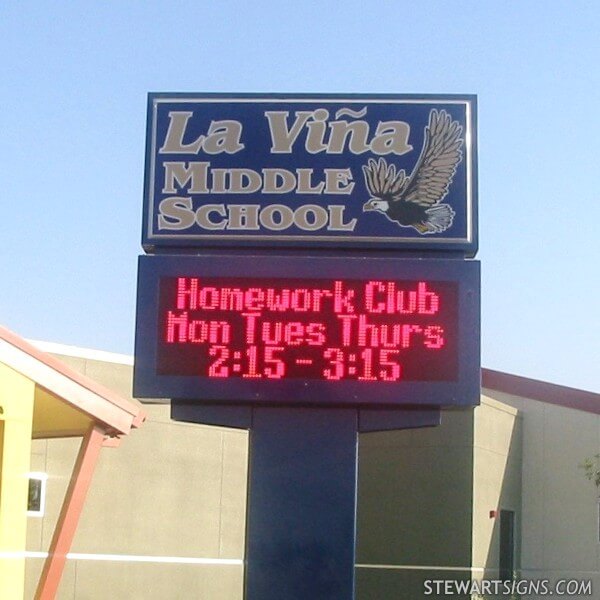 La Viña
MIDDLE
SCHOOL
Homework Club
Mon Tues Thurs
2:15 - 3:15
STEWARTSIGNS.COM